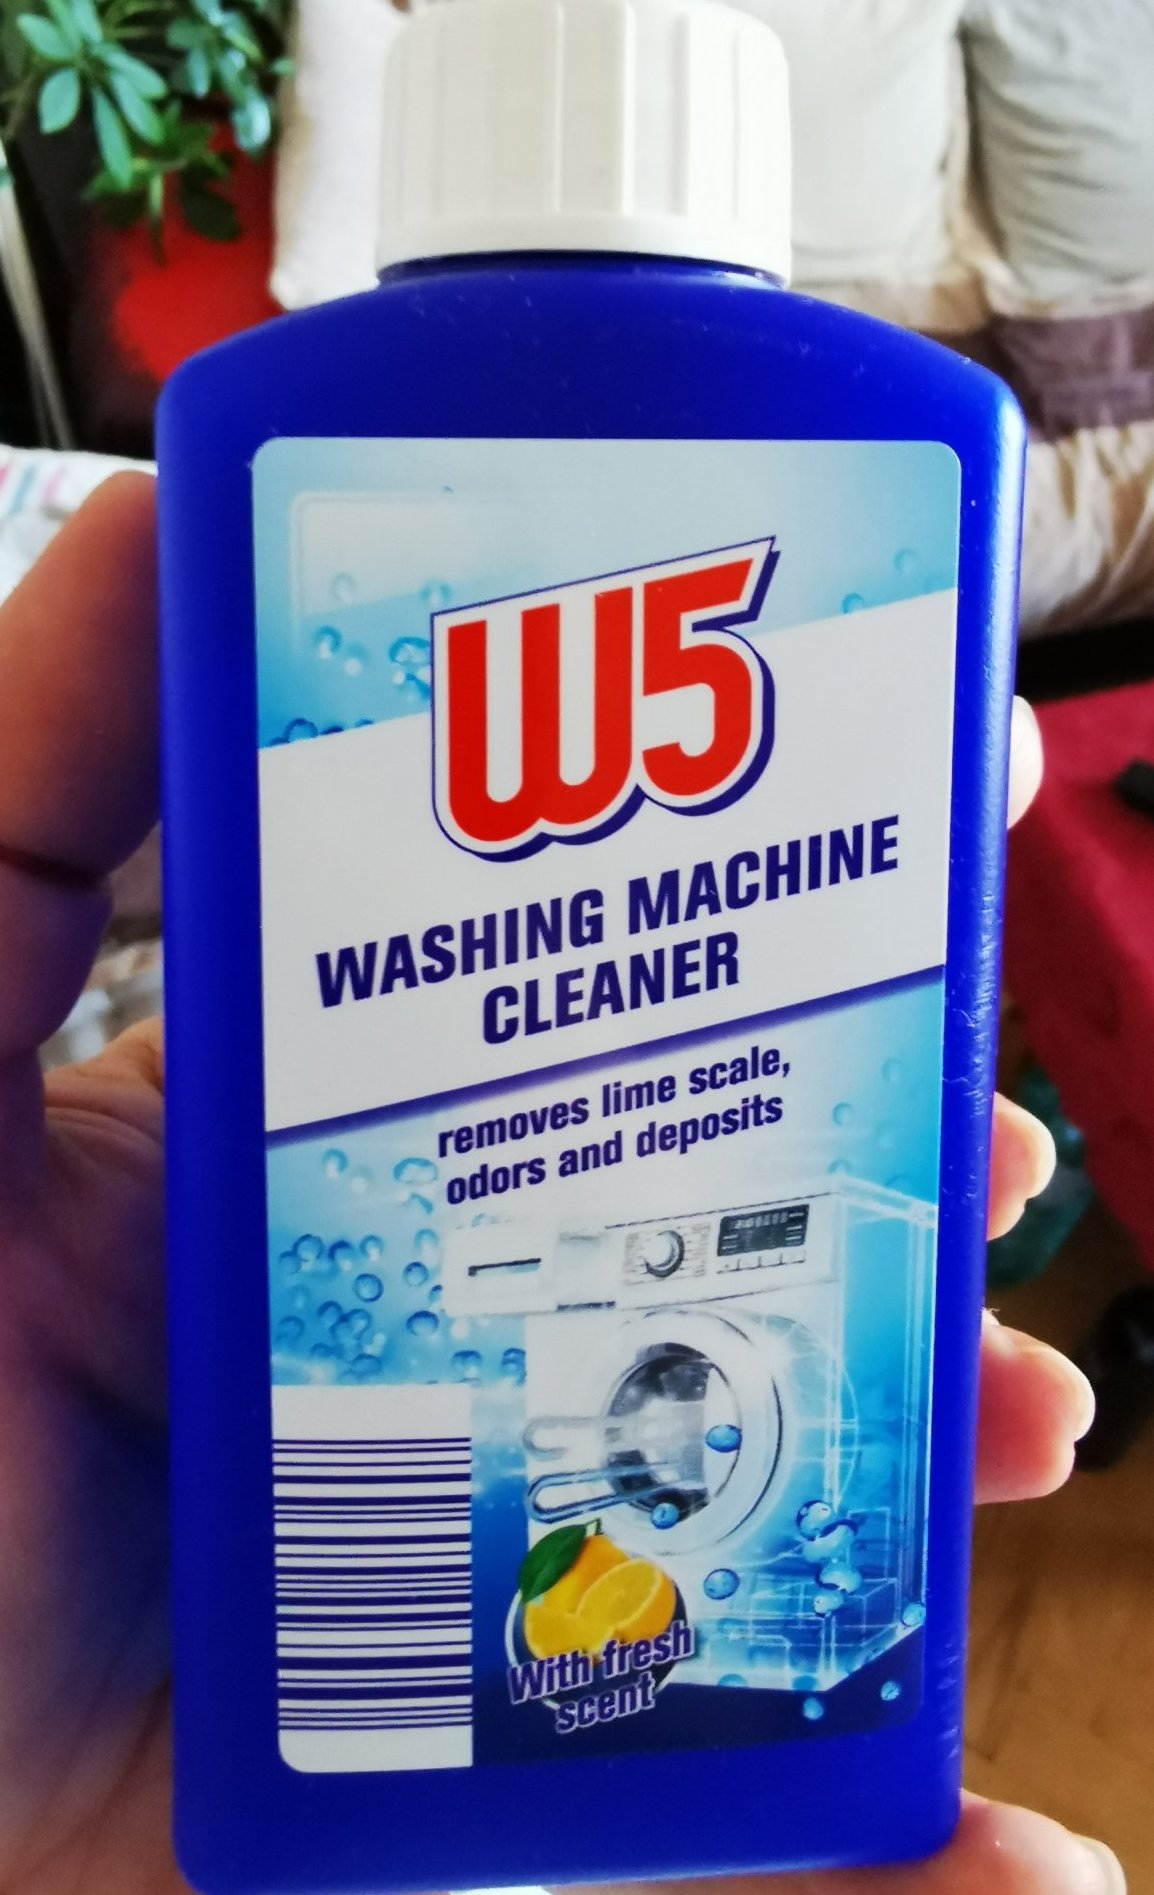 W5
WASHING MACHINE
CLEANER
removes lime scale,
odors and deposits
With fresh
scent